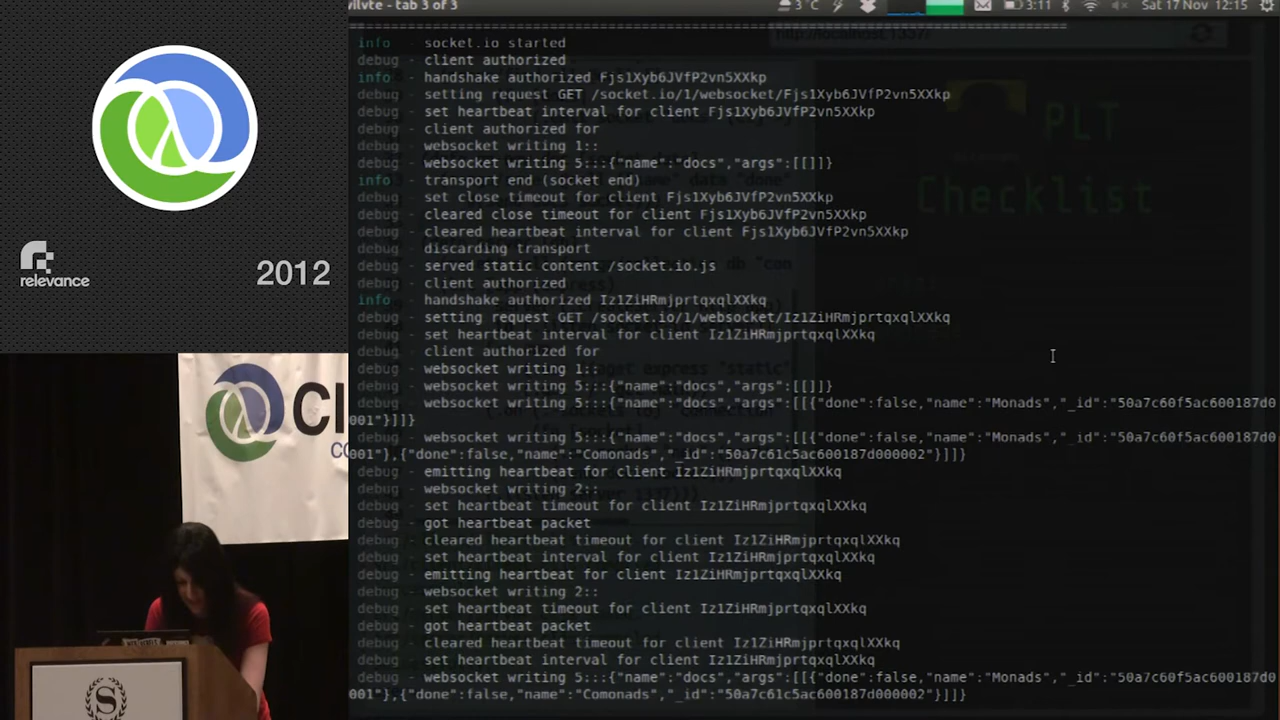 vllvte - tab 3 of 3
3°C
3:11
Sat 17 Nov 12:15
http://localhost:1337/
info - socket.io started
debug - client authorized
info - handshake authorized Fjs1Xyb6JVfP2vn5XXkp
debug - setting request GET /socket.io/1/websocket/Fjs1Xyb6JVfP2vn5XXkp
debug - set heartbeat interval for client Fjs1Xyb6JVfP2vn5XXkp
debug - client authorized for
debug - websocket writing 1::
debug - websocket writing 5:::{"name":"docs","args":[[]]}
info - transport end (socket end)
debug - set close timeout for client Fjs1Xyb6JVfP2vn5XXkp
debug - cleared close timeout for client Fjs1Xyb6JVfP2vn5XXkp
debug - cleared heartbeat interval for client Fjs1Xyb6JVfP2vn5XXkp
debug - discarding transport
debug - served static content /socket.io.js
debug - client authorized
info - handshake authorized Iz1ZiHRmjprtqxqlXXkq
debug - setting request GET /socket.io/1/websocket/Iz1ZiHRmjprtqxqlXXkq
debug - set heartbeat interval for client Iz1ZiHRmjprtqxqlXXkq
debug - client authorized for
debug - websocket writing 1::
debug - websocket writing 5:::{"name":"docs","args":[[]]}
debug - websocket writing 5:::{"name":"docs","args":[[{"done":false,"name":"Monads","_id":"50a7c60f5ac600187d0
001"}]]}
debug - websocket writing 5:::{"name":"docs","args":[[{"done":false,"name":"Monads","_id":"50a7c60f5ac600187d0
001"},{"done":false,"name":"Comonads","_id":"50a7c61c5ac600187d000002"}]]}
debug - emitting heartbeat for client Iz1ZiHRmjprtqxqlXXkq
debug - websocket writing 2::
debug - set heartbeat timeout for client Iz1ZiHRmjprtqxqlXXkq
debug - got heartbeat packet
debug - cleared heartbeat timeout for client Iz1ZiHRmjprtqxqlXXkq
debug - set heartbeat interval for client Iz1ZiHRmjprtqxqlXXkq
debug - emitting heartbeat for client Iz1ZiHRmjprtqxqlXXkq
debug - websocket writing 2::
debug - set heartbeat timeout for client Iz1ZiHRmjprtqxqlXXkq
debug - got heartbeat packet
debug - cleared heartbeat timeout for client Iz1ZiHRmjprtqxqlXXkq
debug - set heartbeat interval for client Iz1ZiHRmjprtqxqlXXkq
debug - websocket writing 5:::{"name":"docs","args":[[{"done":false,"name":"Monads","_id":"50a7c60f5ac600187d0
001"},{"done":false,"name":"Comonads","_id":"50a7c61c5ac600187d000002"}]]}
PLT
Checklist
relevance
2012
Cl
CO
S